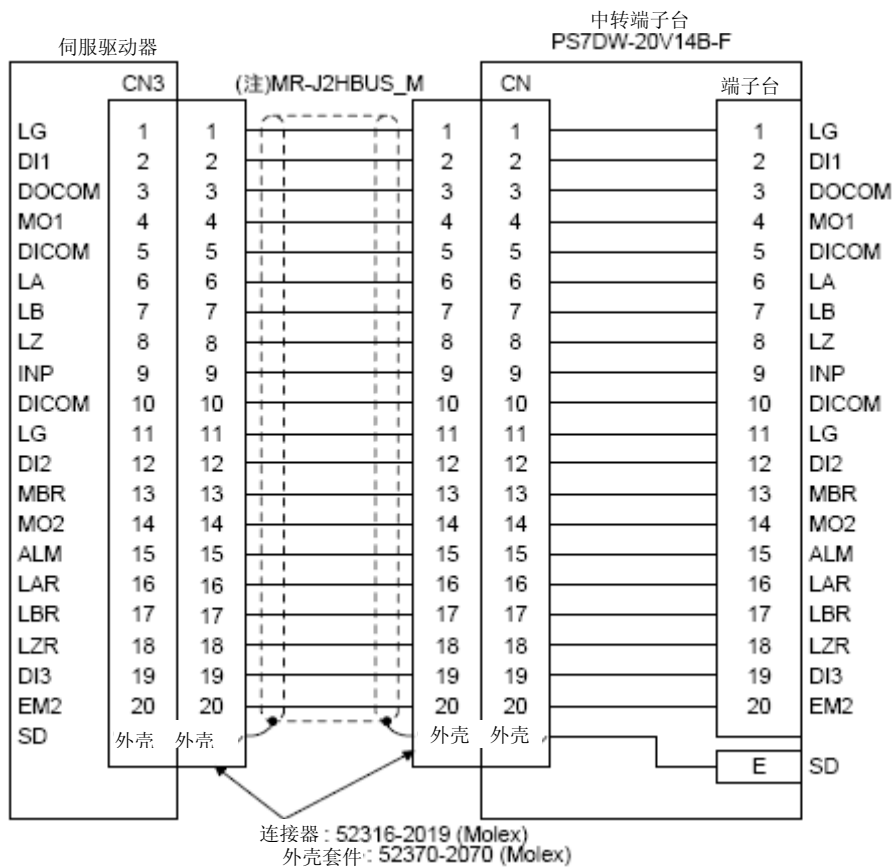 中转端子台
PS7DW-20V14B-F
伺服驱动器
CN3 (注)MR-J2HBUS_M CN 端子台
LG 1 1 1 1 1 LG
DI1 2 2 2 2 2 DI1
DOCOM 3 3 3 3 3 DOCOM
MO1 4 4 4 4 4 MO1
DICOM 5 5 5 5 5 DICOM
LA 6 6 6 6 6 LA
LB 7 7 7 7 7 LB
LZ 8 8 8 8 8 LZ
INP 9 9 9 9 9 INP
DICOM 10 10 10 10 10 DICOM
LG 11 11 11 11 11 LG
DI2 12 12 12 12 12 DI2
MBR 13 13 13 13 13 MBR
MO2 14 14 14 14 14 MO2
ALM 15 15 15 15 15 ALM
LAR 16 16 16 16 16 LAR
LBR 17 17 17 17 17 LBR
LZR 18 18 18 18 18 LZR
DI3 19 19 19 19 19 DI3
EM2 20 20 20 20 20 EM2
SD 外壳 外壳 外壳 外壳
E SD
连接器: 52316-2019 (Molex)
外壳套件: 52370-2070 (Molex)